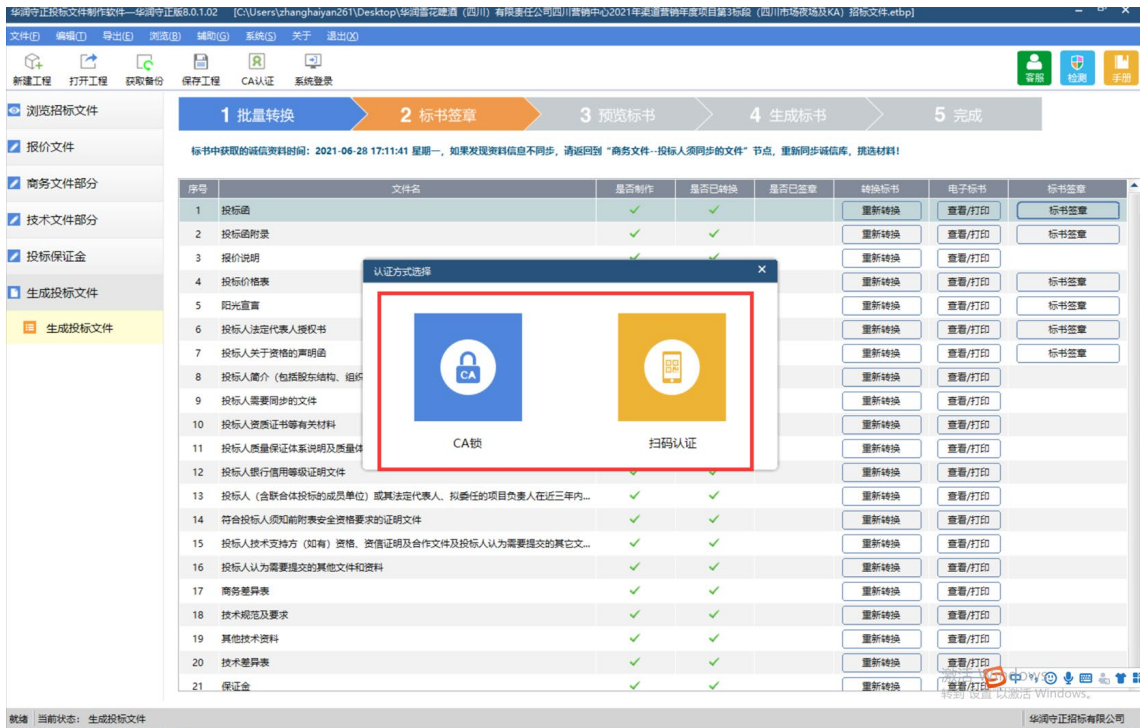 华润守正投标文件制作软件—华润守正版8.0.1.02 [C:\Users\zhanghaiyan261\Desktop\华润雪花啤酒（四川）有限责任公司四川营销中心2021年渠道营销年度项目第3标段（四川市场夜场及KA）招标文件.etbp]
文件(F) 编辑(T) 导出(E) 浏览(B) 辅助(G) 系统(S) 关于 退出(X)
新建工程 打开工程 获取备份 保存工程 CA认证 系统登录 客服 检测 手册
浏览招标文件
报价文件
商务文件部分
技术文件部分
投标保证金
生成投标文件
生成投标文件
1 批量转换 2 标书签章 3 预览标书 4 生成标书 5 完成
标书中获取的诚信资料时间：2021-06-28 17:11:41 星期一，如果发现资料信息不同步，请返回到“商务文件--投标人须同步的文件”节点，重新同步诚信库，挑选材料！
序号 文件名 是否制作 是否已转换 是否已签章 转换标书 电子标书 标书签章
1 投标函 重新转换 查看/打印 标书签章
2 投标函附录 重新转换 查看/打印 标书签章
3 报价说明 重新转换 查看/打印
4 投标价格表 重新转换 查看/打印 标书签章
5 阳光宣言 重新转换 查看/打印 标书签章
6 投标人法定代表人授权书 重新转换 查看/打印 标书签章
7 投标人关于资格的声明函 重新转换 查看/打印 标书签章
8 投标人简介（包括股东结构、组织 重新转换 查看/打印
9 投标人需要同步的文件 重新转换 查看/打印
10 投标人资质证书等有关材料 重新转换 查看/打印
11 投标人质量保证体系说明及质量体 重新转换 查看/打印
12 投标人银行信用等级证明文件 重新转换 查看/打印
13 投标人（含联合体投标的成员单位）或其法定代表人、拟委任的项目负责人在近三年内... 重新转换 查看/打印
14 符合投标人须知前附表安全资格要求的证明文件 重新转换 查看/打印
15 投标人技术支持方（如有）资格、资信证明及合作文件及投标人认为需要提交的其它文... 重新转换 查看/打印
16 投标人认为需要提交的其他文件和资料 重新转换 查看/打印
17 商务差异表 重新转换 查看/打印
18 技术规范及要求 重新转换 查看/打印
19 其他技术资料 重新转换 查看/打印
20 技术差异表 重新转换 查看/打印
21 保证金 重新转换 查看/打印
认证方式选择
CA
CA锁 扫码认证
激活 Windows
转到"设置"以激活 Windows。
中
就绪 当前状态： 生成投标文件 华润守正招标有限公司